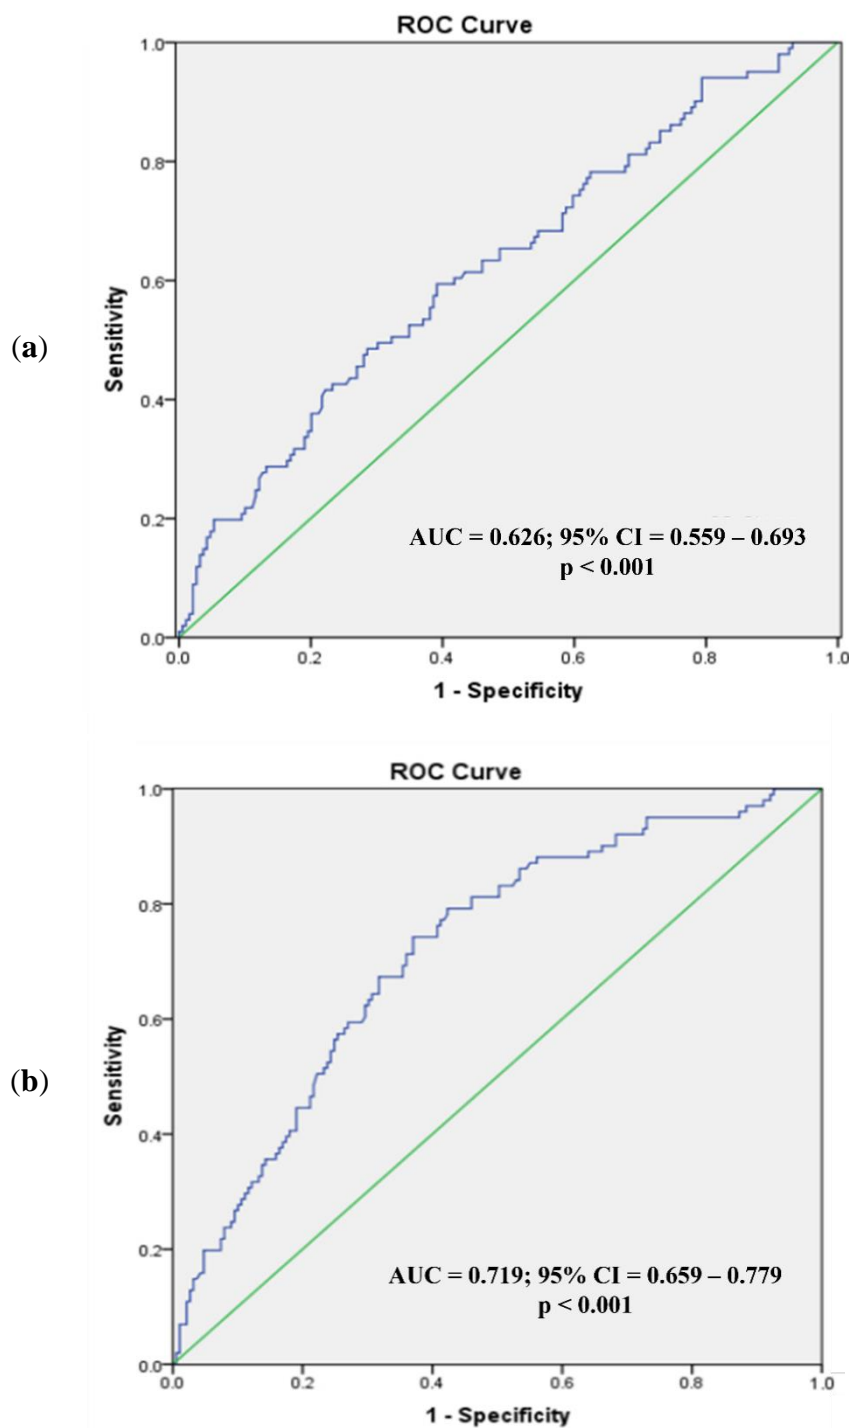 ROC Curve
1.0
0.8
0.6
0.4
0.2
0.0
Sensitivity
(a)
AUC = 0.626; 95% CI = 0.559 – 0.693
p < 0.001
0.0 0.2 0.4 0.6 0.8 1.0
1 - Specificity
ROC Curve
1.0
0.8
0.6
0.4
0.2
0.0
Sensitivity
(b)
AUC = 0.719; 95% CI = 0.659 – 0.779
p < 0.001
0.0 0.2 0.4 0.6 0.8 1.0
1 - Specificity